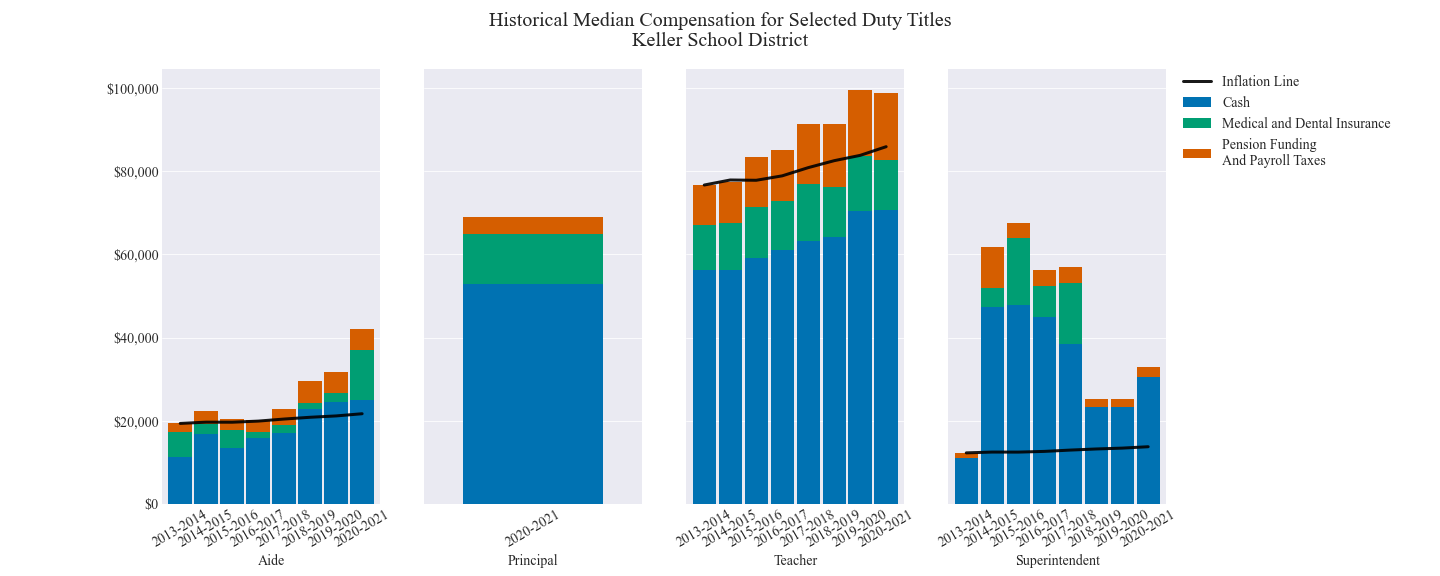 Historical Median Compensation for Selected Duty Titles
Keller School District
$100,000
$80,000
$60,000
$40,000
$20,000
$0
2013-2014
2014-2015
2015-2016
2016-2017
2017-2018
2018-2019
2019-2020
2020-2021
Aide
2020-2021
Principal
2013-2014
2014-2015
2015-2016
2016-2017
2017-2018
2018-2019
2019-2020
2020-2021
Teacher
2013-2014
2014-2015
2015-2016
2016-2017
2017-2018
2018-2019
2019-2020
2020-2021
Superintendent
Inflation Line
Cash
Medical and Dental Insurance
Pension Funding
And Payroll Taxes